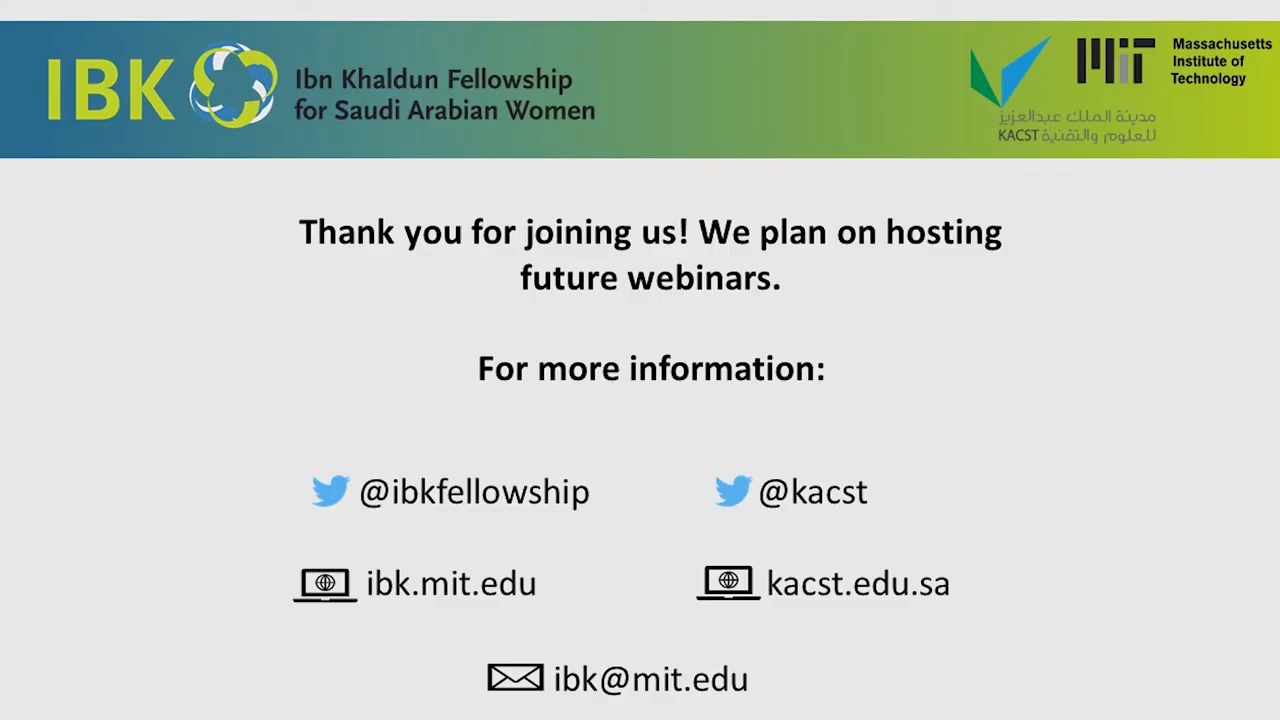 IBK
Ibn Khaldun Fellowship
for Saudi Arabian Women
مدينة الملك عبدالعزيز
للعلوم والتقنية KACST
MIT
Massachusetts
Institute of
Technology
Thank you for joining us! We plan on hosting
future webinars.
For more information:
@ibkfellowship
@kacst
ibk.mit.edu
kacst.edu.sa
ibk@mit.edu